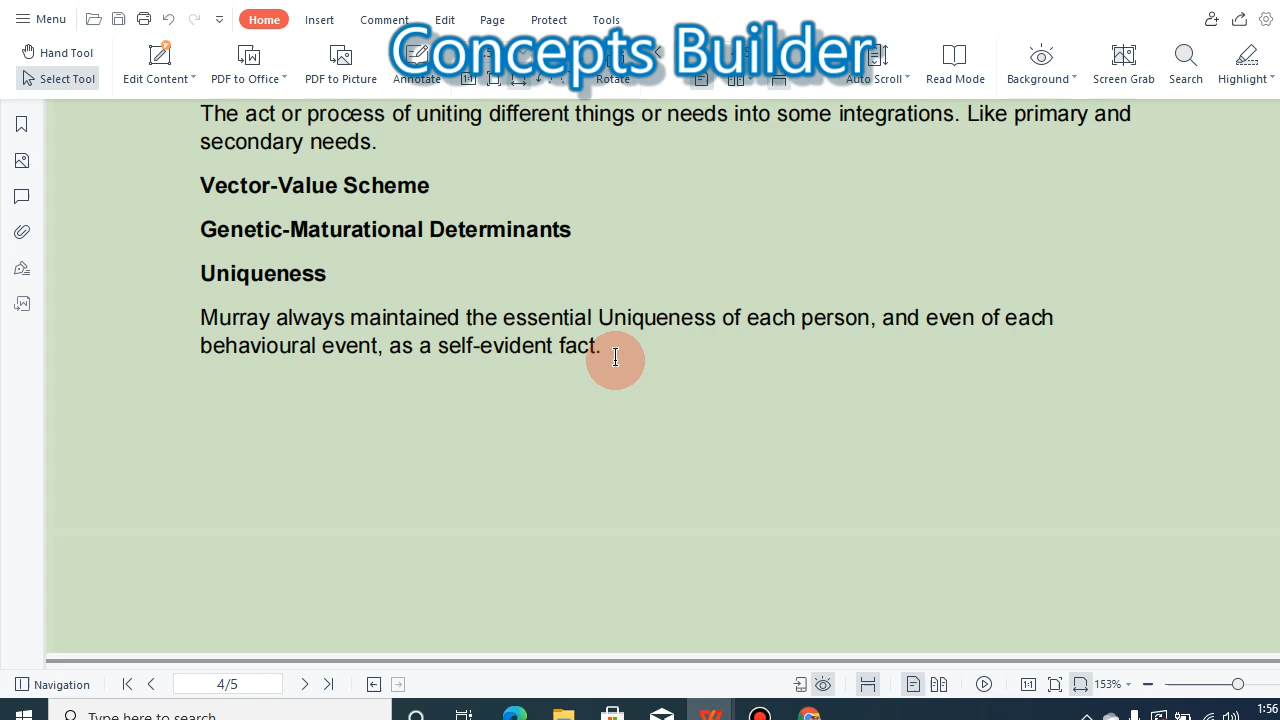 Menu Home Insert Comment Edit Page Protect Tools
Concepts Builder
Hand Tool
Select Tool Edit Content PDF to Office PDF to Picture Annotate Rotate Auto Scroll Read Mode Background Screen Grab Search Highlight
The act or process of uniting different things or needs into some integrations. Like primary and
secondary needs.
Vector-Value Scheme
Genetic-Maturational Determinants
Uniqueness
Murray always maintained the essential Uniqueness of each person, and even of each
behavioural event, as a self-evident fact.
Navigation 4/5 1:1 153%
Type here to search 1:56